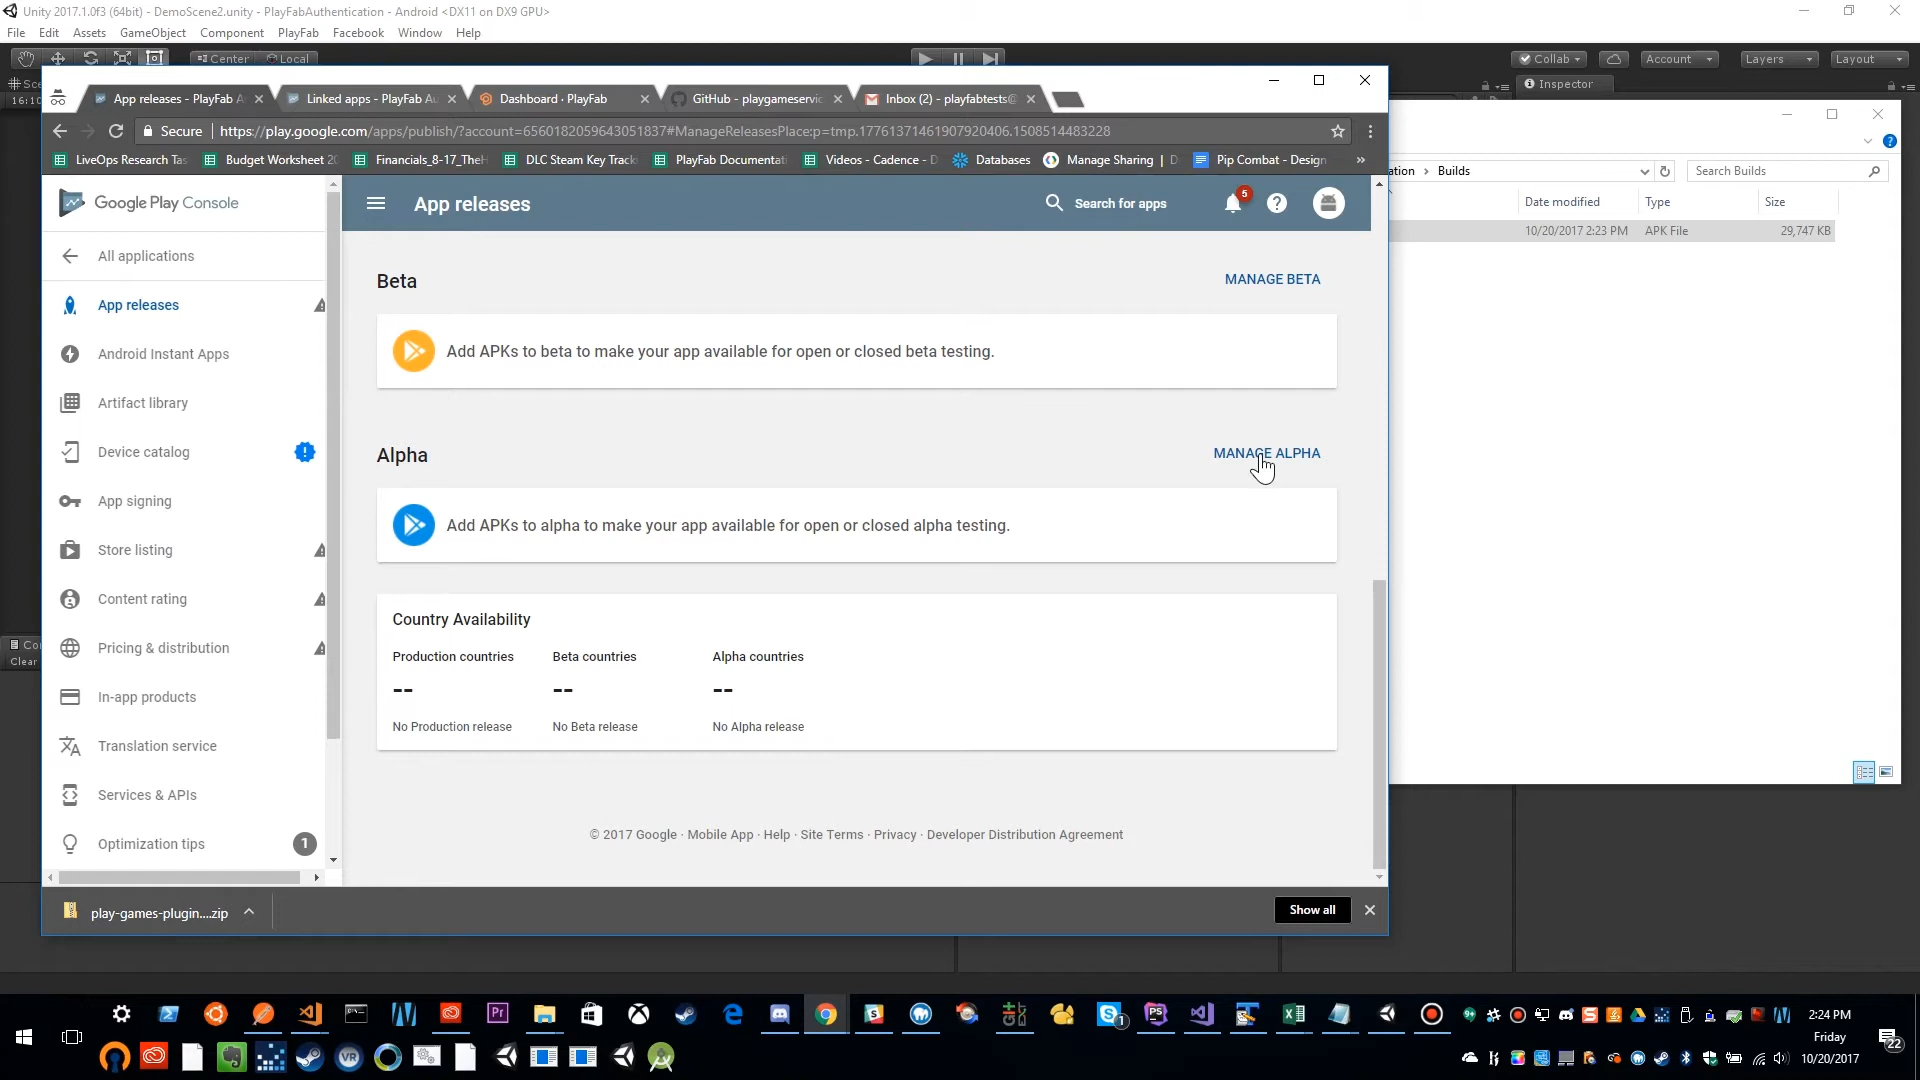 Unity 2017.1.0f3 (64bit) - DemoScene2.unity - PlayFabAuthentication - Android <DX11 on DX9 GPU>
File Edit Assets GameObject Component PlayFab Facebook Window Help
Center Local
Collab Account Layers Layout
Inspector
App releases - PlayFab A
Linked apps - PlayFab Au
Dashboard · PlayFab
GitHub - playgameservic
Inbox (2) - playfabtests@
Secure https://play.google.com/apps/publish/?account=6560182059643051837#ManageReleasesPlace:p=tmp.17761371461907920406.1508514483228
LiveOps Research Tas
Budget Worksheet 20
Financials_8-17_TheH
DLC Steam Key Track
PlayFab Documentati
Videos - Cadence - D
Databases
Manage Sharing | D
Pip Combat - Design
»
ation > Builds
Search Builds
Date modified Type Size
10/20/2017 2:23 PM APK File 29,747 KB
Google Play Console
App releases
Search for apps
5
All applications
App releases
Android Instant Apps
Artifact library
Device catalog
App signing
Store listing
Content rating
Pricing & distribution
In-app products
Translation service
Services & APIs
Optimization tips
1
Beta
MANAGE BETA
Add APKs to beta to make your app available for open or closed beta testing.
Alpha
MANAGE ALPHA
Add APKs to alpha to make your app available for open or closed alpha testing.
Country Availability
Production countries Beta countries Alpha countries
-- -- --
No Production release No Beta release No Alpha release
© 2017 Google · Mobile App · Help · Site Terms · Privacy · Developer Distribution Agreement
play-games-plugin....zip
Show all
Clear
2:24 PM
Friday
10/20/2017
22